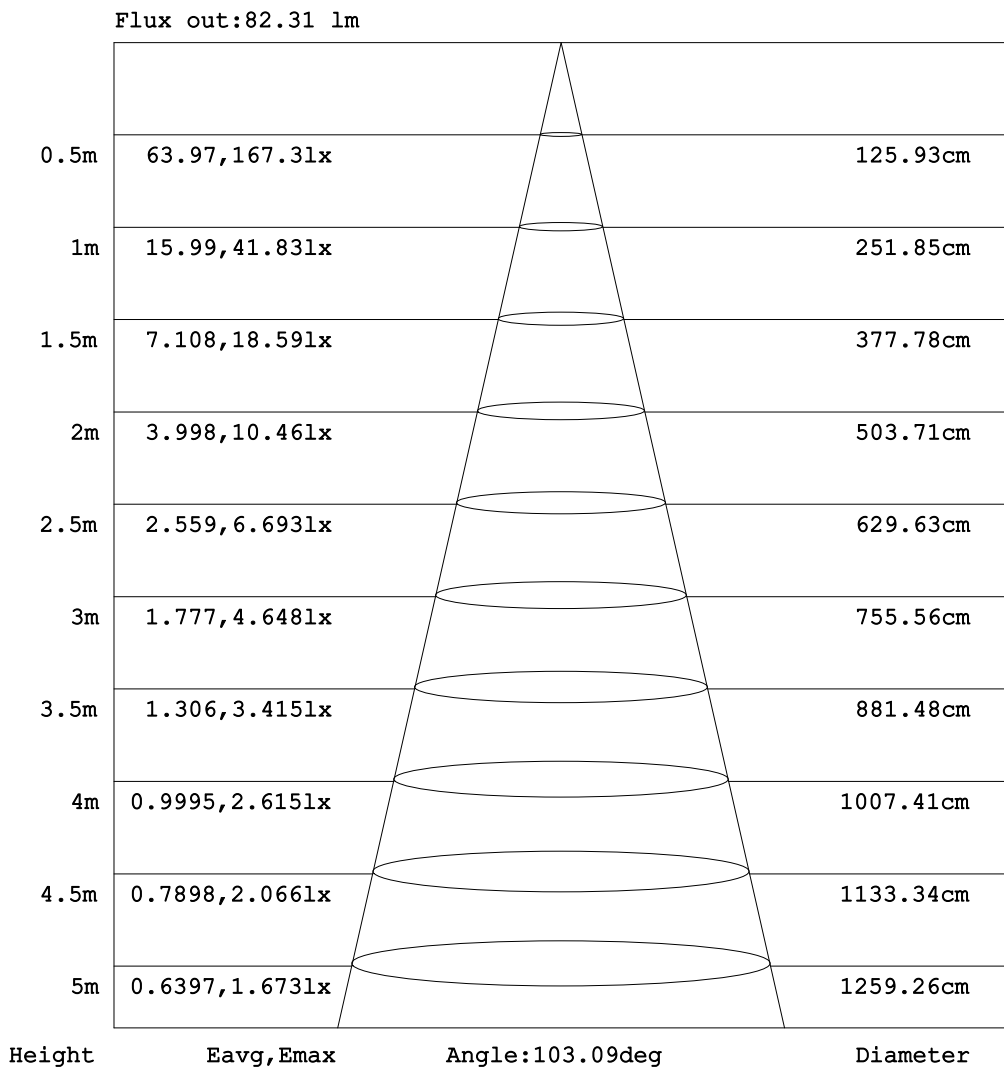 Flux out:82.31 lm
0.5m 63.97,167.3lx 125.93cm
1m 15.99,41.83lx 251.85cm
1.5m 7.108,18.59lx 377.78cm
2m 3.998,10.46lx 503.71cm
2.5m 2.559,6.693lx 629.63cm
3m 1.777,4.648lx 755.56cm
3.5m 1.306,3.415lx 881.48cm
4m 0.9995,2.615lx 1007.41cm
4.5m 0.7898,2.066lx 1133.34cm
5m 0.6397,1.673lx 1259.26cm
Height Eavg,Emax Angle:103.09deg Diameter